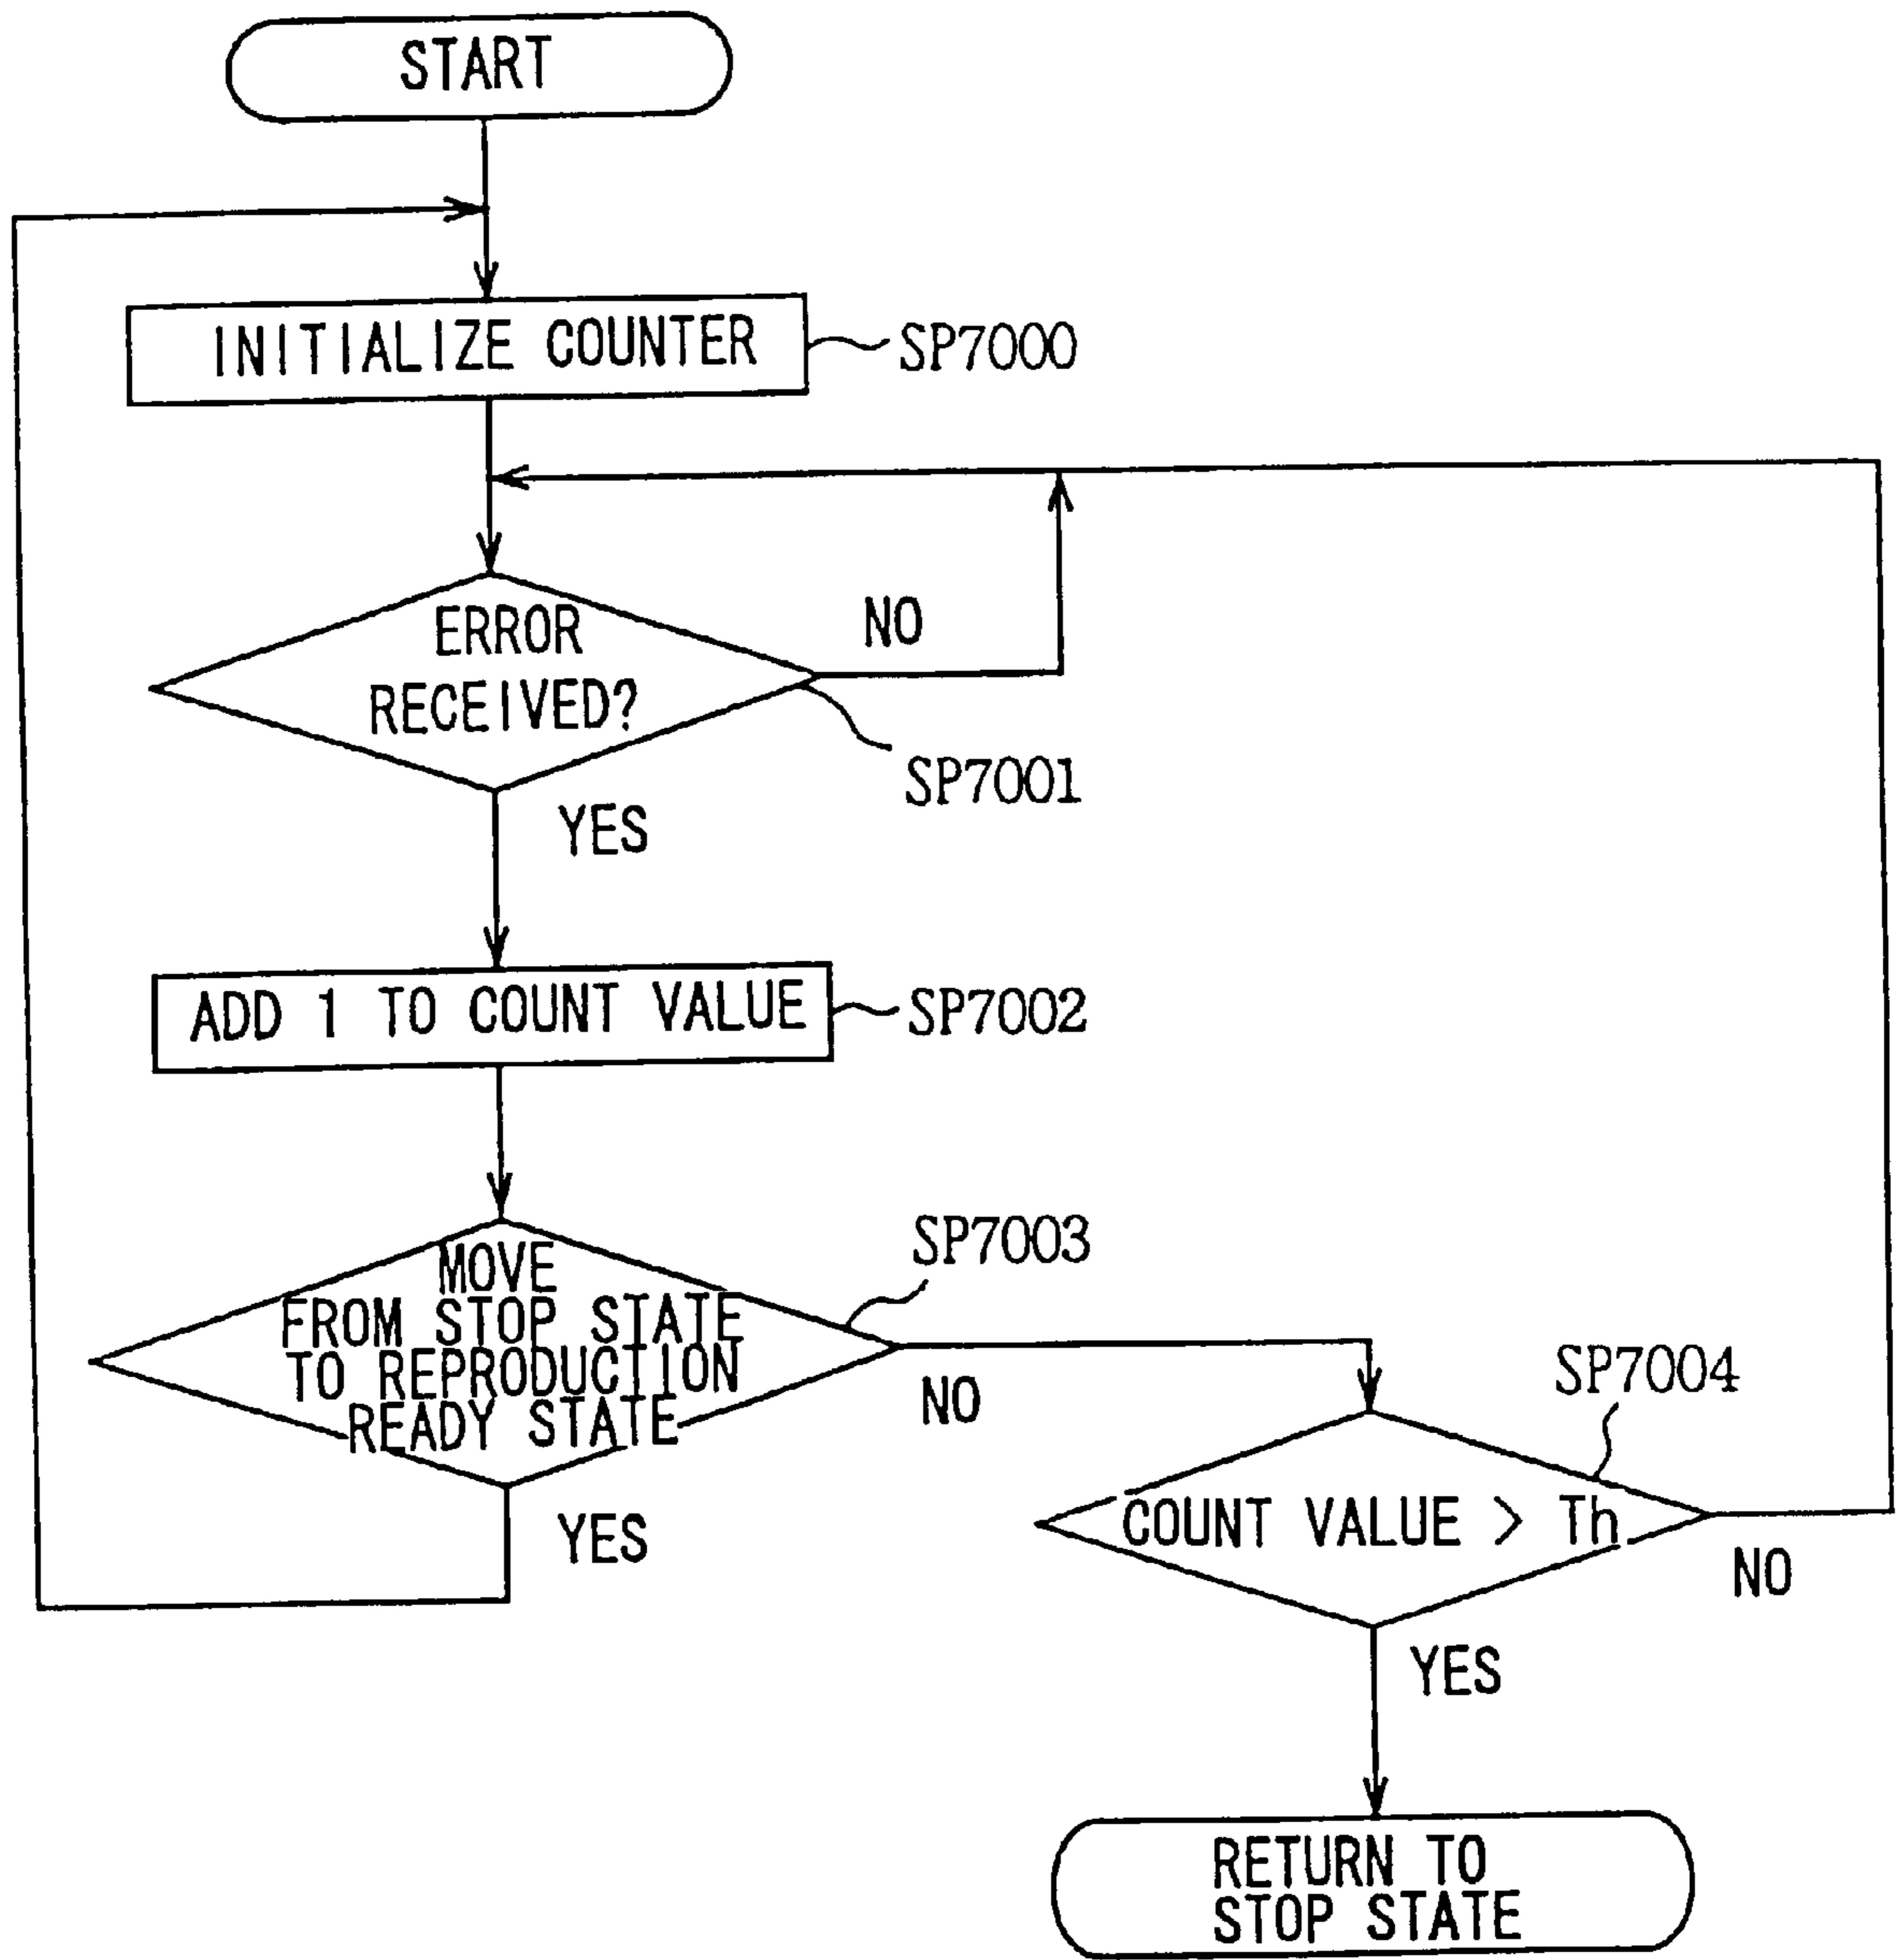 START
INITIALIZE COUNTER
SP7000
ERROR
RECEIVED?
NO
SP7001
YES
ADD 1 TO COUNT VALUE
SP7002
MOVE
FROM STOP STATE
TO REPRODUCTION
READY STATE
SP7003
NO
YES
SP7004
COUNT VALUE > Th
NO
YES
RETURN TO
STOP STATE